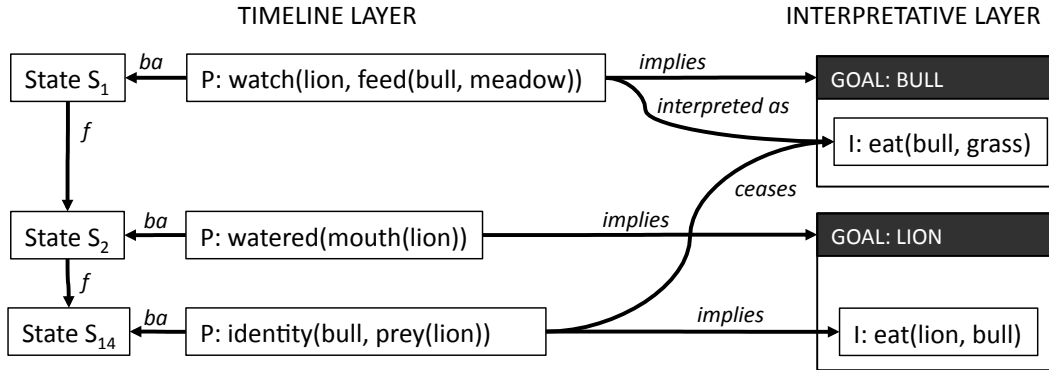 TIMELINE LAYER INTERPRETATIVE LAYER
State S₁ ba P: watch(lion, feed(bull, meadow)) implies GOAL: BULL
interpreted as
f I: eat(bull, grass)
ceases
State S₂ ba P: watered(mouth(lion)) implies GOAL: LION
f
State S₁₄ ba P: identity(bull, prey(lion)) implies I: eat(lion, bull)